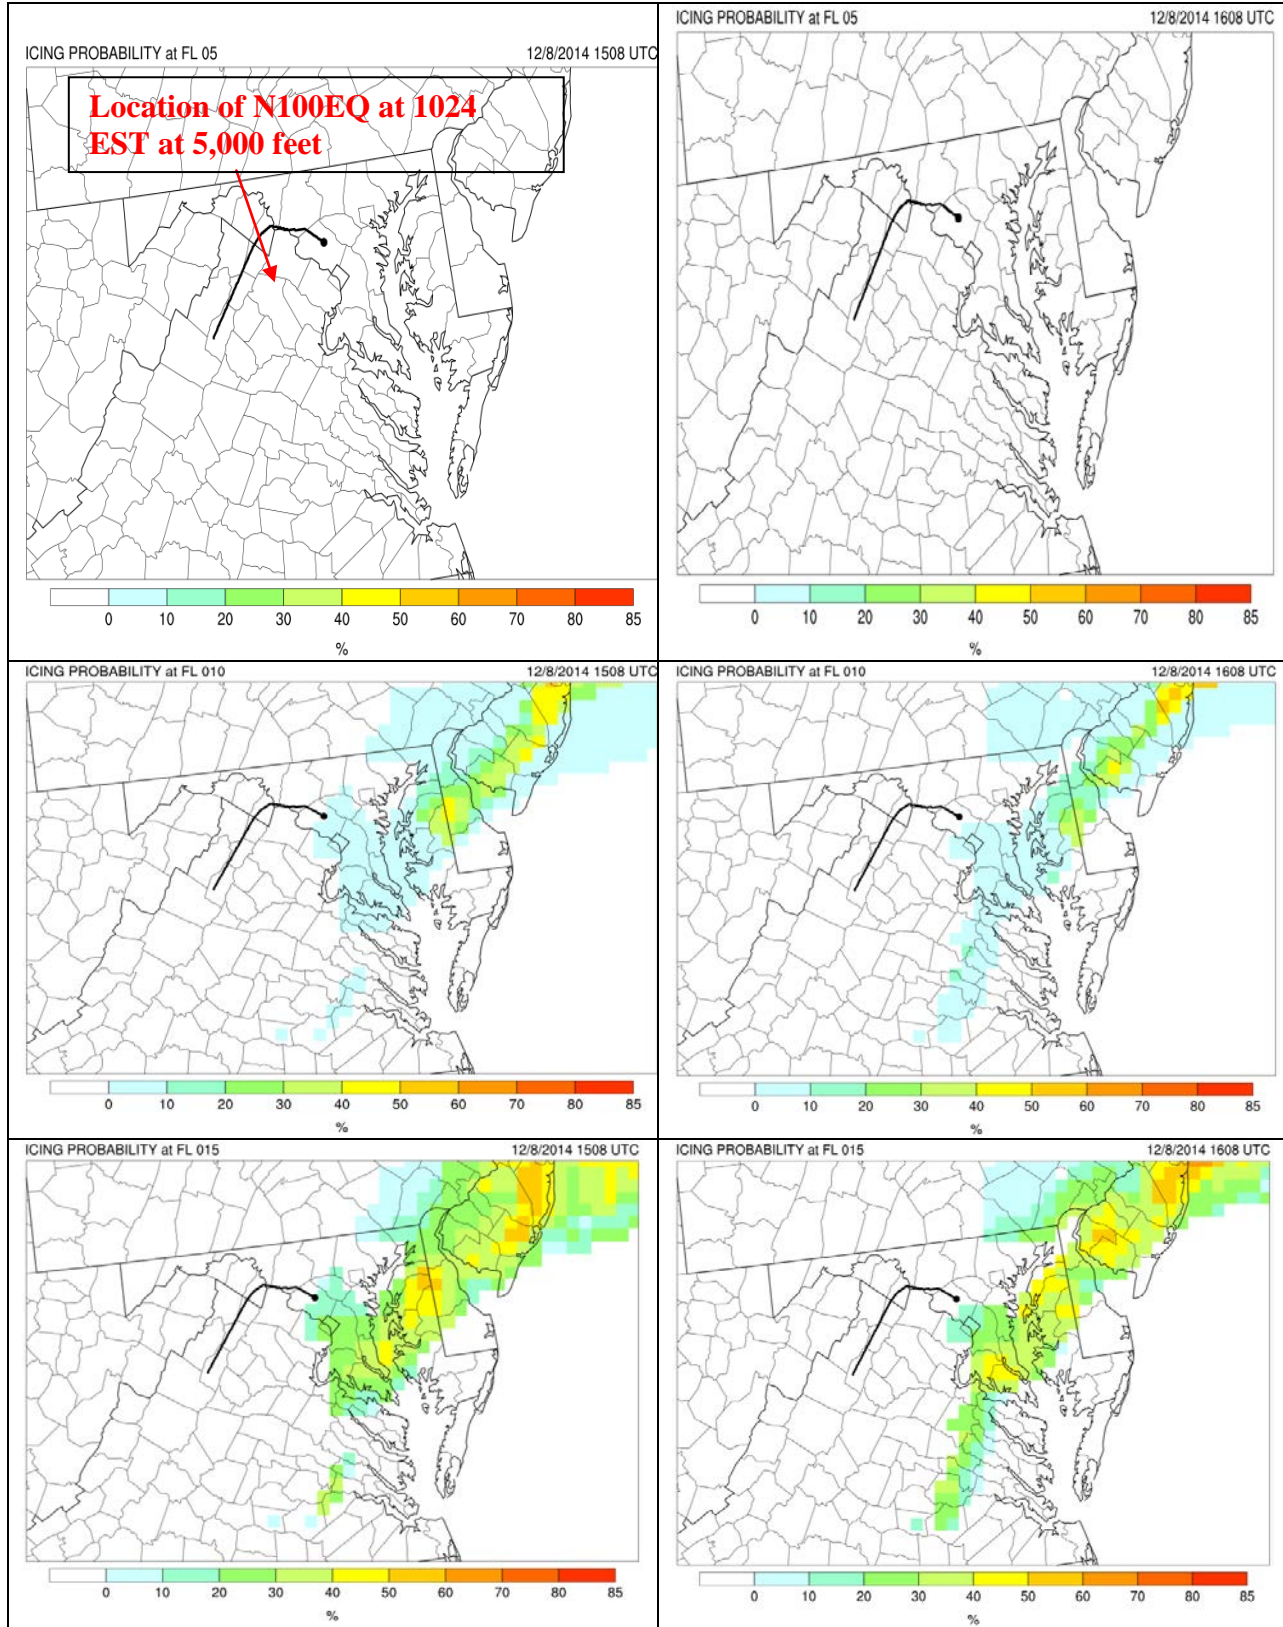 ICING PROBABILITY at FL 05 12/8/2014 1508 UTC
Location of N100EQ at 1024
EST at 5,000 feet
0 10 20 30 40 50 60 70 80 85
%
ICING PROBABILITY at FL 05 12/8/2014 1608 UTC
0 10 20 30 40 50 60 70 80 85
%
ICING PROBABILITY at FL 010 12/8/2014 1508 UTC
0 10 20 30 40 50 60 70 80 85
%
ICING PROBABILITY at FL 010 12/8/2014 1608 UTC
0 10 20 30 40 50 60 70 80 85
%
ICING PROBABILITY at FL 015 12/8/2014 1508 UTC
0 10 20 30 40 50 60 70 80 85
%
ICING PROBABILITY at FL 015 12/8/2014 1608 UTC
0 10 20 30 40 50 60 70 80 85
%